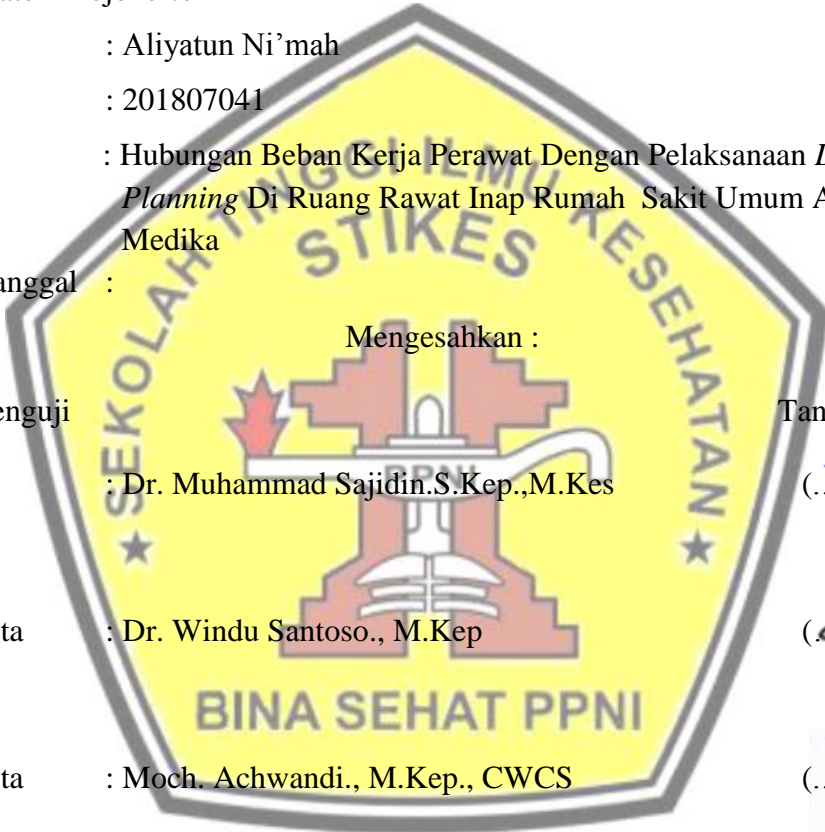 : Aliyatun Ni’mah
: 201807041
: Hubungan Beban Kerja Perawat Dengan Pelaksanaan
Planning Di Ruang Rawat Inap Rumah Sakit Umum
Medika
:
Mengesahkan :
: Dr. Muhammad Sajidin.S.Kep.,M.Kes (..
: Dr. Windu Santoso., M.Kep (.
: Moch. Achwandi., M.Kep., CWCS (..
SEKOLAH TINGGI ILMU KESEHATAN
STIKES
PPNI
BINA SEHAT PPNI